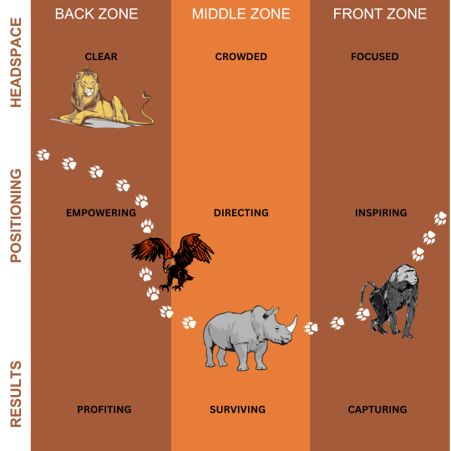 BACK ZONE MIDDLE ZONE FRONT ZONE
HEADSPACE
CLEAR CROWDED FOCUSED
POSITIONING
EMPOWERING DIRECTING INSPIRING
RESULTS
PROFITING SURVIVING CAPTURING